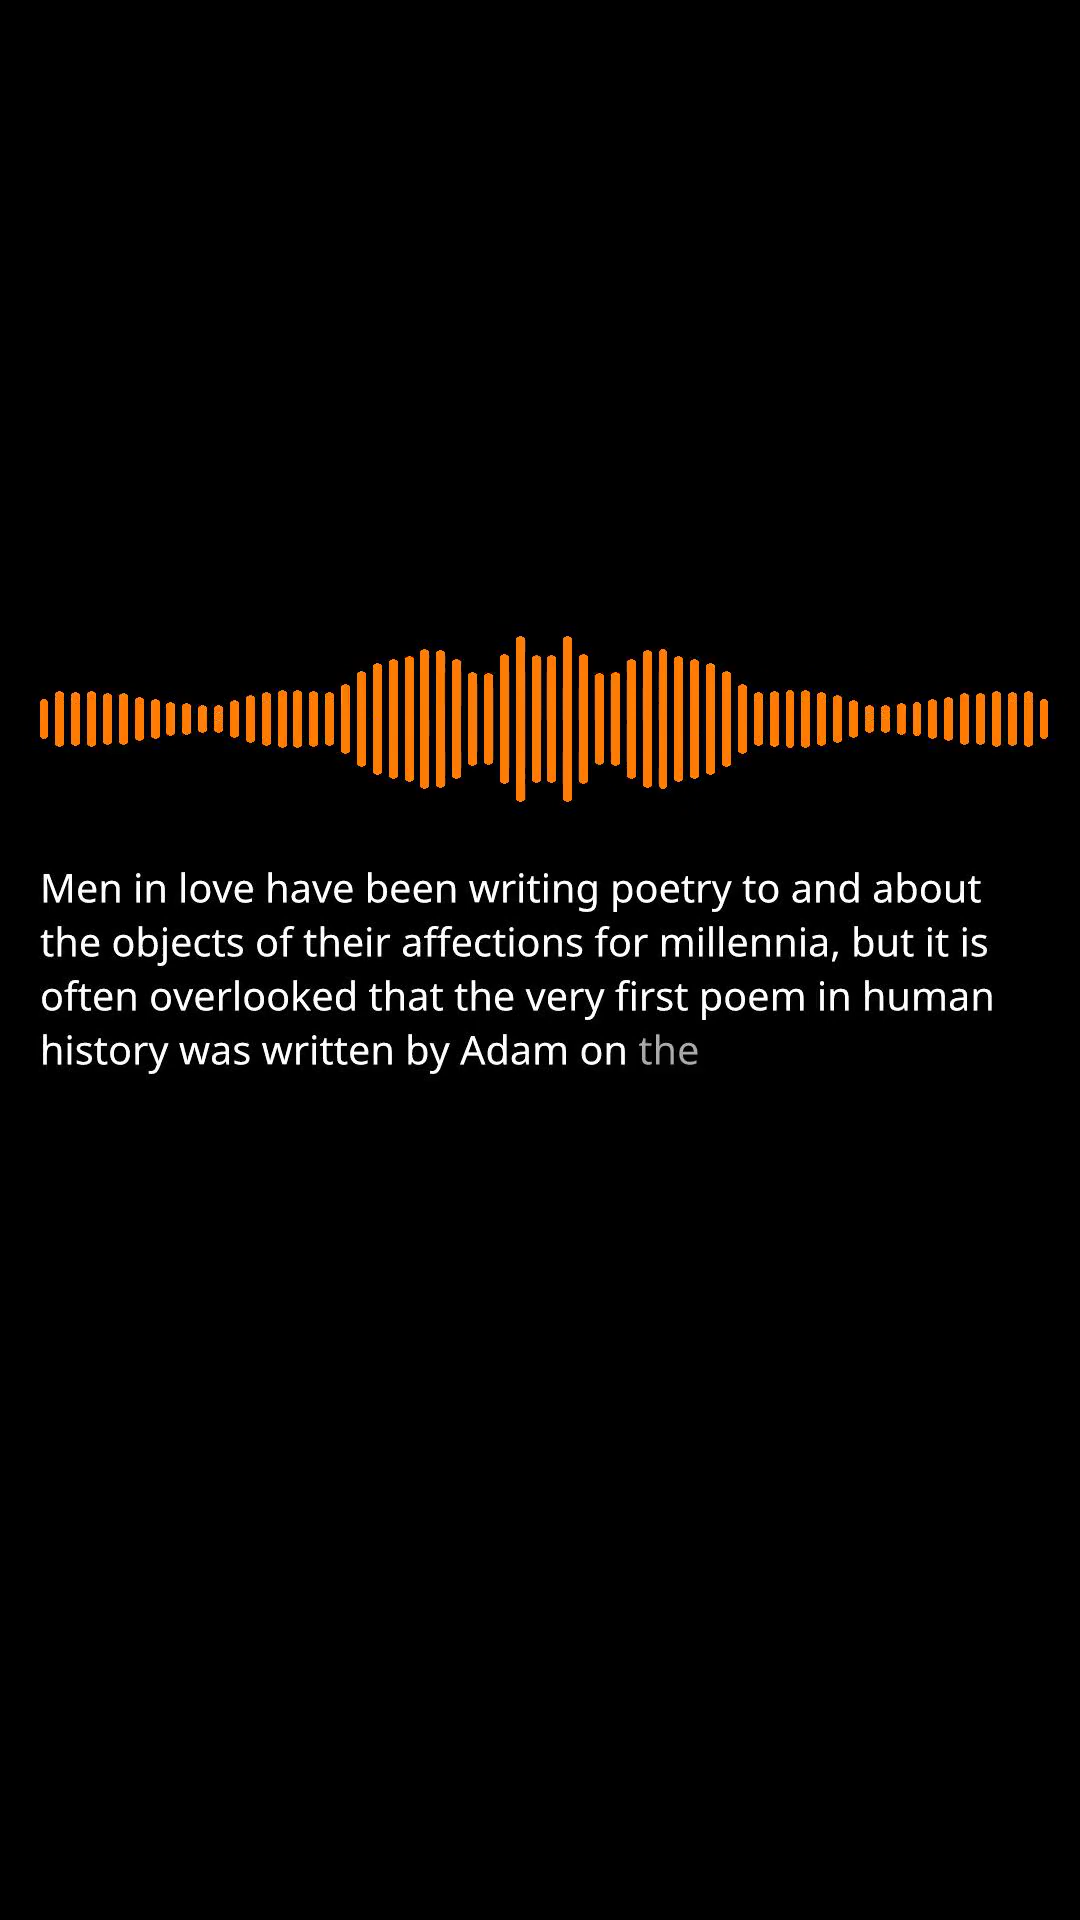 Men in love have been writing poetry to and about
the objects of their affections for millennia, but it is
often overlooked that the very first poem in human
history was written by Adam on the